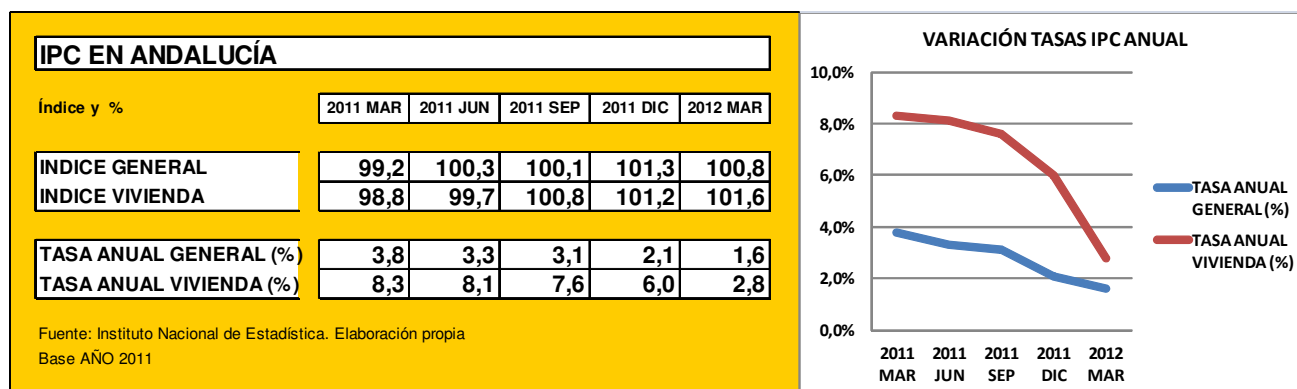 IPC EN ANDALUCÍA
Índice y %
2011 MAR 2011 JUN 2011 SEP 2011 DIC 2012 MAR
INDICE GENERAL 99,2 100,3 100,1 101,3 100,8
INDICE VIVIENDA 98,8 99,7 100,8 101,2 101,6
TASA ANUAL GENERAL (%) 3,8 3,3 3,1 2,1 1,6
TASA ANUAL VIVIENDA (%) 8,3 8,1 7,6 6,0 2,8
Fuente: Instituto Nacional de Estadística. Elaboración propia
Base AÑO 2011
VARIACIÓN TASAS IPC ANUAL
10,0%
8,0%
6,0%
4,0%
2,0%
0,0%
2011 2011 2011 2011 2012
MAR JUN SEP DIC MAR
TASA ANUAL
GENERAL (%)
TASA ANUAL
VIVIENDA (%)